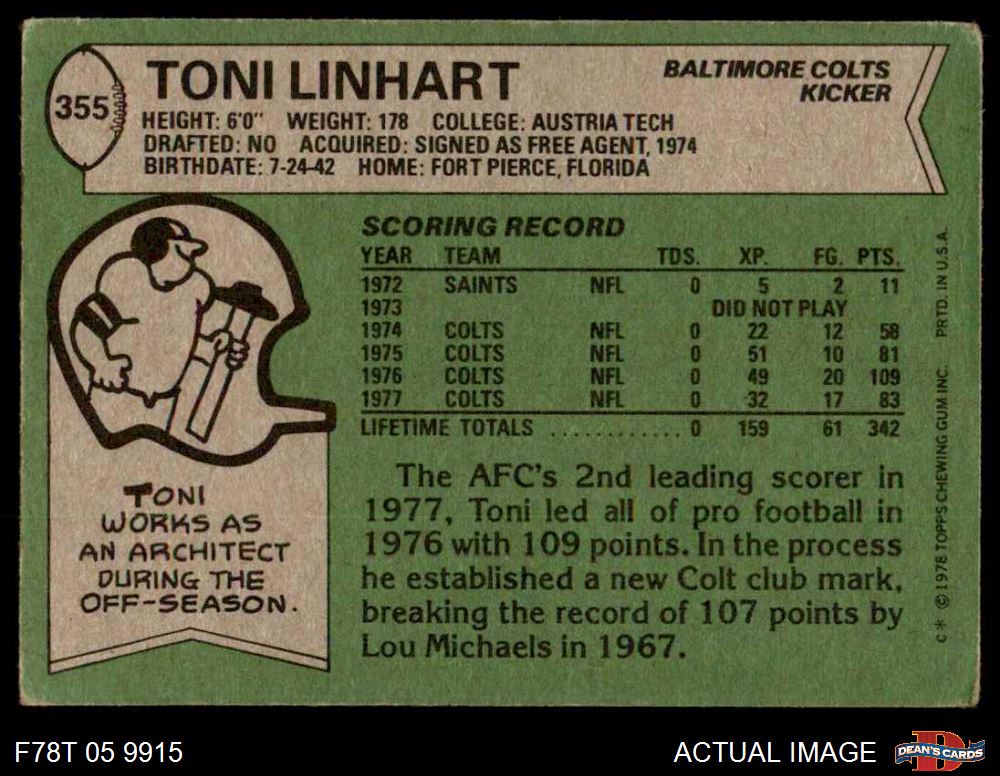 355
TONI LINHART
BALTIMORE COLTS
KICKER
HEIGHT: 6'0" WEIGHT: 178 COLLEGE: AUSTRIA TECH
DRAFTED: NO ACQUIRED: SIGNED AS FREE AGENT, 1974
BIRTHDATE: 7-24-42 HOME: FORT PIERCE, FLORIDA
SCORING RECORD
YEAR TEAM TDS. XP. FG. PTS.
1972 SAINTS NFL 0 5 2 11
1973 DID NOT PLAY
1974 COLTS NFL 0 22 12 58
1975 COLTS NFL 0 51 10 81
1976 COLTS NFL 0 49 20 109
1977 COLTS NFL 0 32 17 83
LIFETIME TOTALS ............ 0 159 61 342
TONI
WORKS AS
AN ARCHITECT
DURING THE
OFF-SEASON.
The AFC's 2nd leading scorer in
1977, Toni led all of pro football in
1976 with 109 points. In the process
he established a new Colt club mark,
breaking the record of 107 points by
Lou Michaels in 1967.
C* © 1978 TOPPS CHEWING GUM INC. PRTD. IN U.S.A.
F78T 05 9915
ACTUAL IMAGE
DEAN'S CARDS